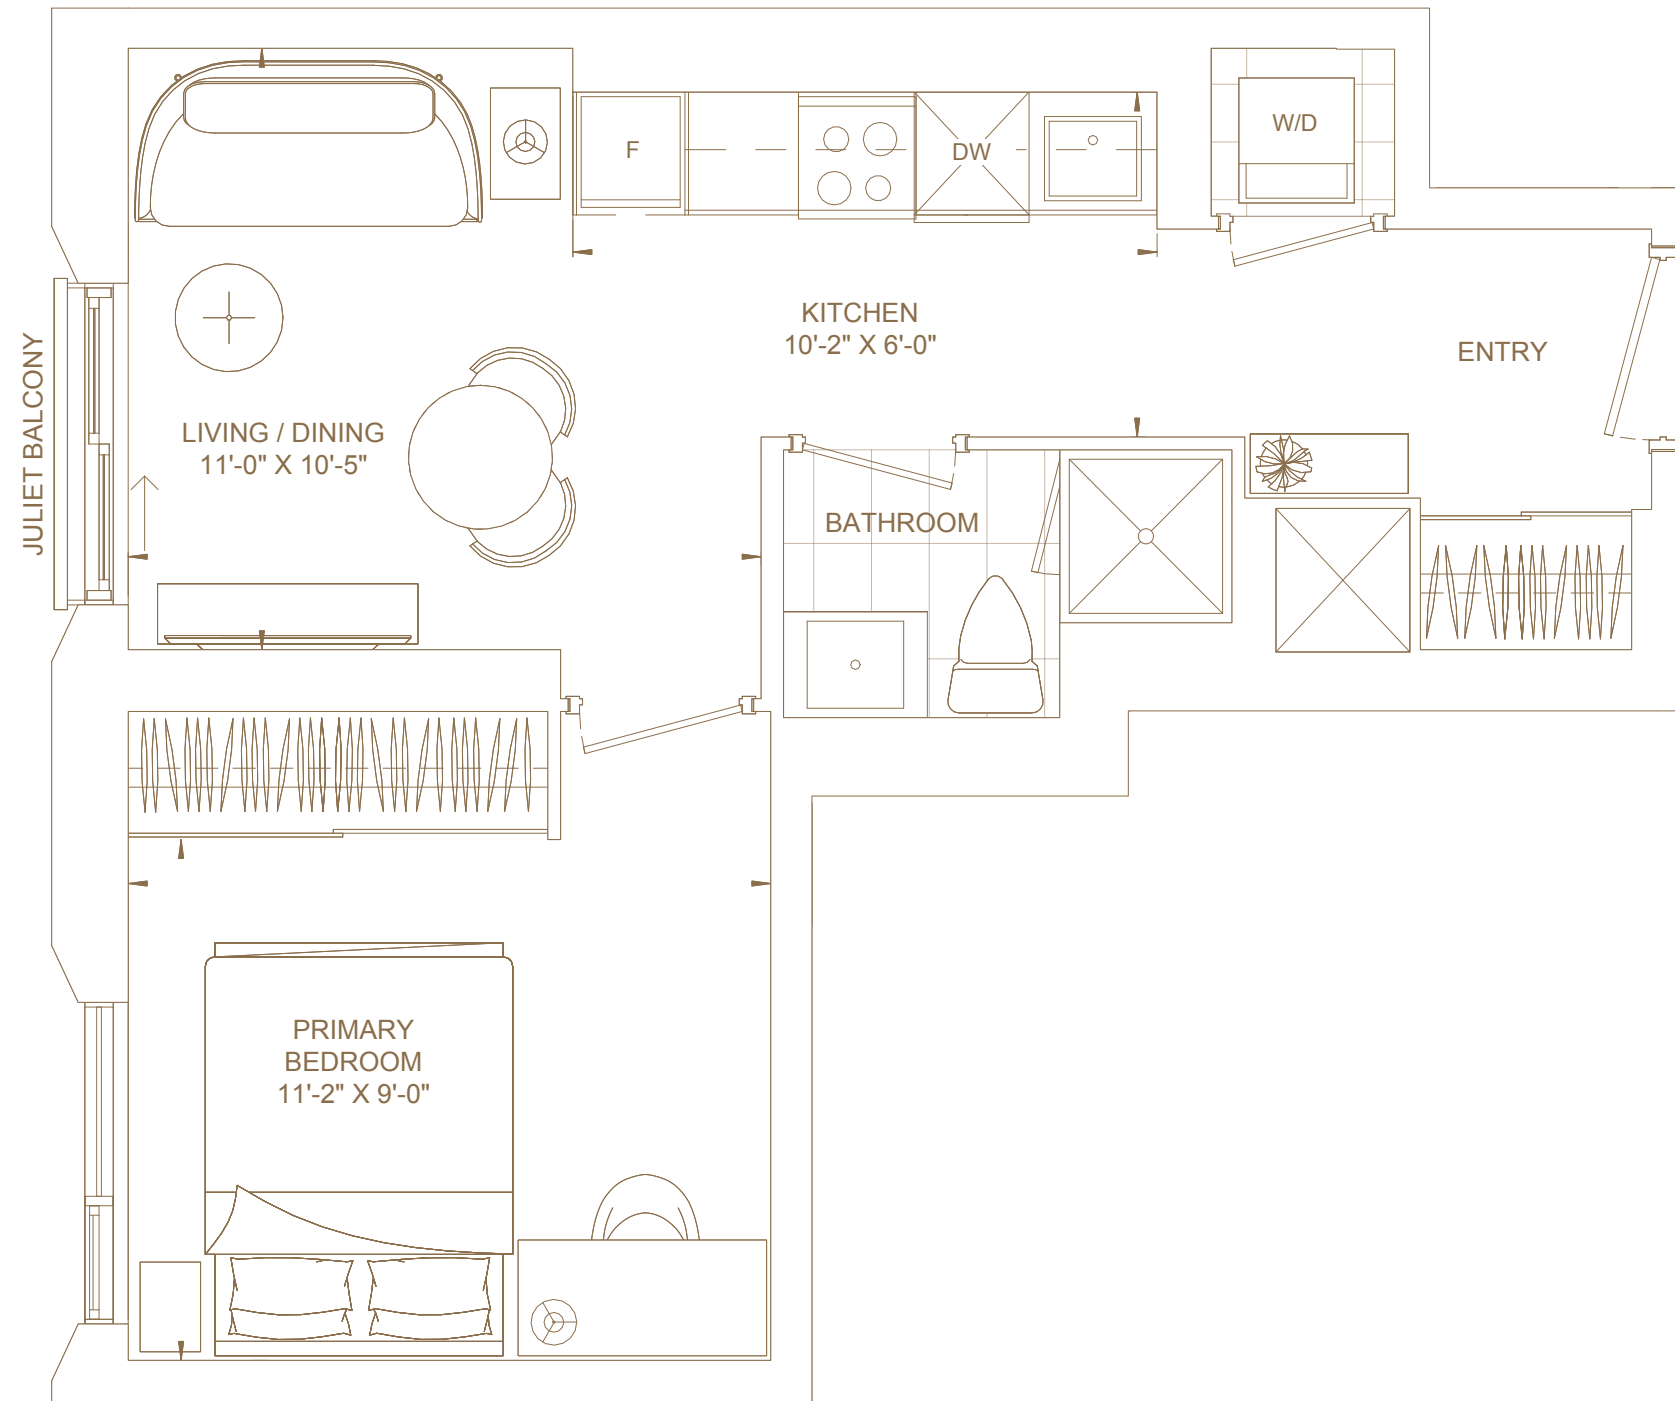 W/D
F
DW
KITCHEN
10'-2" X 6'-0"
ENTRY
JULIET BALCONY
LIVING / DINING
11'-0" X 10'-5"
BATHROOM
PRIMARY
BEDROOM
11'-2" X 9'-0"